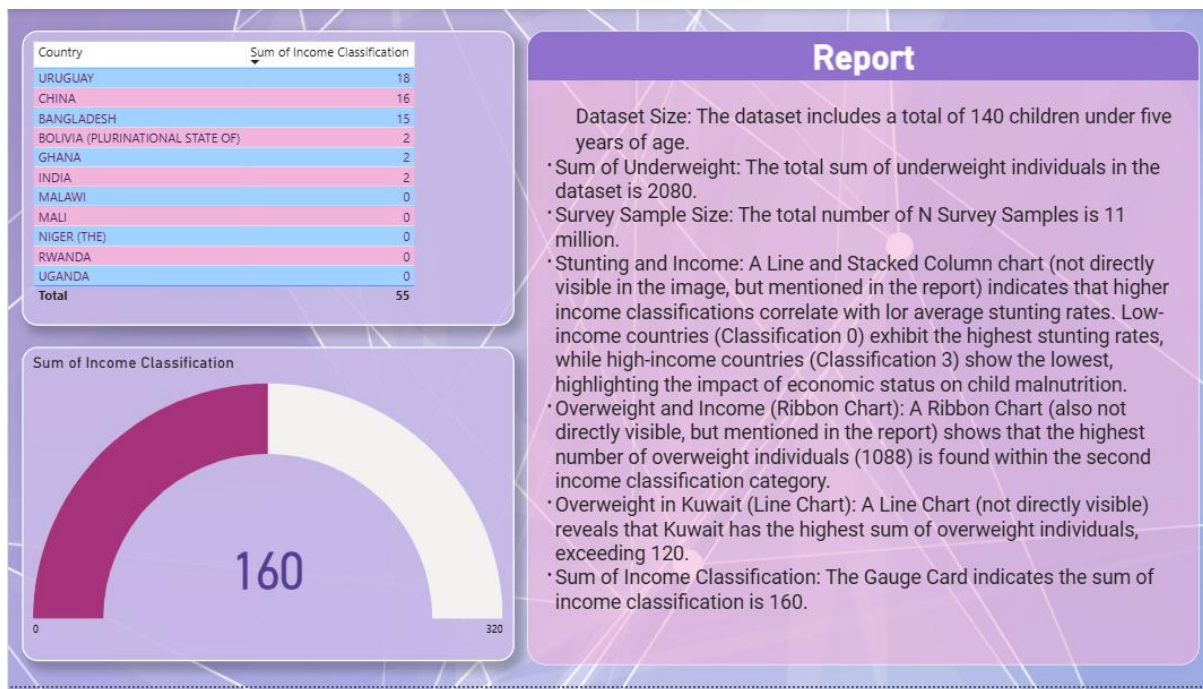 Country Sum of Income Classification
URUGUAY 18
CHINA 16
BANGLADESH 15
BOLIVIA (PLURINATIONAL STATE OF) 2
GHANA 2
INDIA 2
MALAWI 0
MALI 0
NIGER (THE) 0
RWANDA 0
UGANDA 0
Total 55
Sum of Income Classification
160
0
320
Report
Dataset Size: The dataset includes a total of 140 children under five
years of age.
· Sum of Underweight: The total sum of underweight individuals in the
dataset is 2080.
· Survey Sample Size: The total number of N Survey Samples is 11
million.
· Stunting and Income: A Line and Stacked Column chart (not directly
visible in the image, but mentioned in the report) indicates that higher
income classifications correlate with lor average stunting rates. Low-
income countries (Classification 0) exhibit the highest stunting rates,
while high-income countries (Classification 3) show the lowest,
highlighting the impact of economic status on child malnutrition.
· Overweight and Income (Ribbon Chart): A Ribbon Chart (also not
directly visible, but mentioned in the report) shows that the highest
number of overweight individuals (1088) is found within the second
income classification category.
· Overweight in Kuwait (Line Chart): A Line Chart (not directly visible)
reveals that Kuwait has the highest sum of overweight individuals,
exceeding 120.
· Sum of Income Classification: The Gauge Card indicates the sum of
income classification is 160.